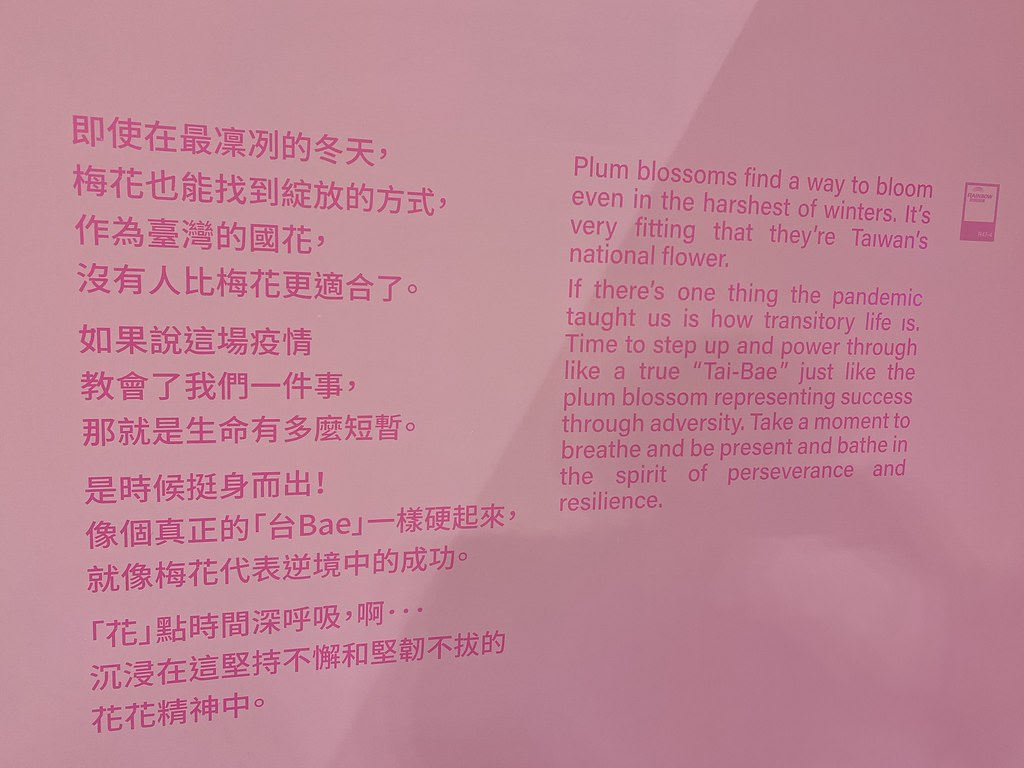 即使在最凜冽的冬天，
梅花也能找到綻放的方式，
作為臺灣的國花，
沒有人比梅花更適合了。
如果說這場疫情
教會了我們一件事，
那就是生命有多麼短暫。
是時候挺身而出！
像個真正的「台Bae」一樣硬起來，
就像梅花代表逆境中的成功。
「花」點時間深呼吸，啊···
沉浸在這堅持不懈和堅韌不拔的
花花精神中。
Plum blossoms find a way to bloom
even in the harshest of winters. It's
very fitting that they're Taiwan's
national flower.
If there's one thing the pandemic
taught us is how transitory life is.
Time to step up and power through
like a true "Tai-Bae" just like the
plum blossom representing success
through adversity. Take a moment to
breathe and be present and bathe in
the spirit of perseverance and
resilience.
RAINBOW